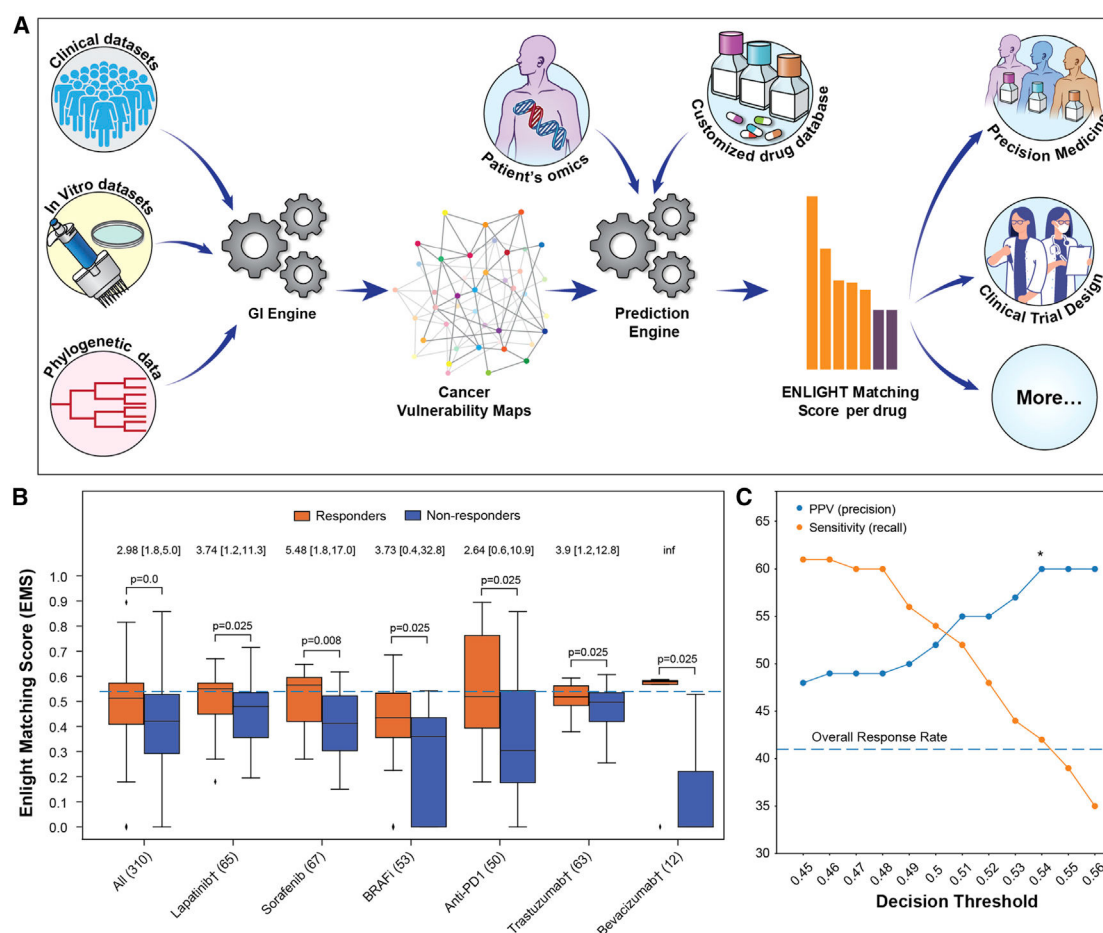 A
Clinical datasets
In Vitro datasets
Phylogenetic data
GI Engine
Cancer
Vulnerability Maps
Patient's omics
Customized drug database
Prediction
Engine
ENLIGHT Matching
Score per drug
Precision Medicine
Clinical Trial Design
More...
B
Responders
Non-responders
2.98 [1.8,5.0]
3.74 [1.2,11.3]
5.48 [1.8,17.0]
3.73 [0.4,32.8]
2.64 [0.6,10.9]
3.9 [1.2,12.8]
inf
Enlight Matching Score (EMS)
1.0
0.9
0.8
0.7
0.6
0.5
0.4
0.3
0.2
0.1
0.0
p=0.0
p=0.025
p=0.008
p=0.025
p=0.025
p=0.025
p=0.025
All (310)
Lapatinib† (65)
Sorafenib (67)
BRAFi (53)
Anti-PD1 (50)
Trastuzumab† (63)
Bevacizumab† (12)
C
PPV (precision)
Sensitivity (recall)
65
60
55
50
45
40
35
30
*
Overall Response Rate
0.45
0.46
0.47
0.48
0.49
0.5
0.51
0.52
0.53
0.54
0.55
0.56
Decision Threshold